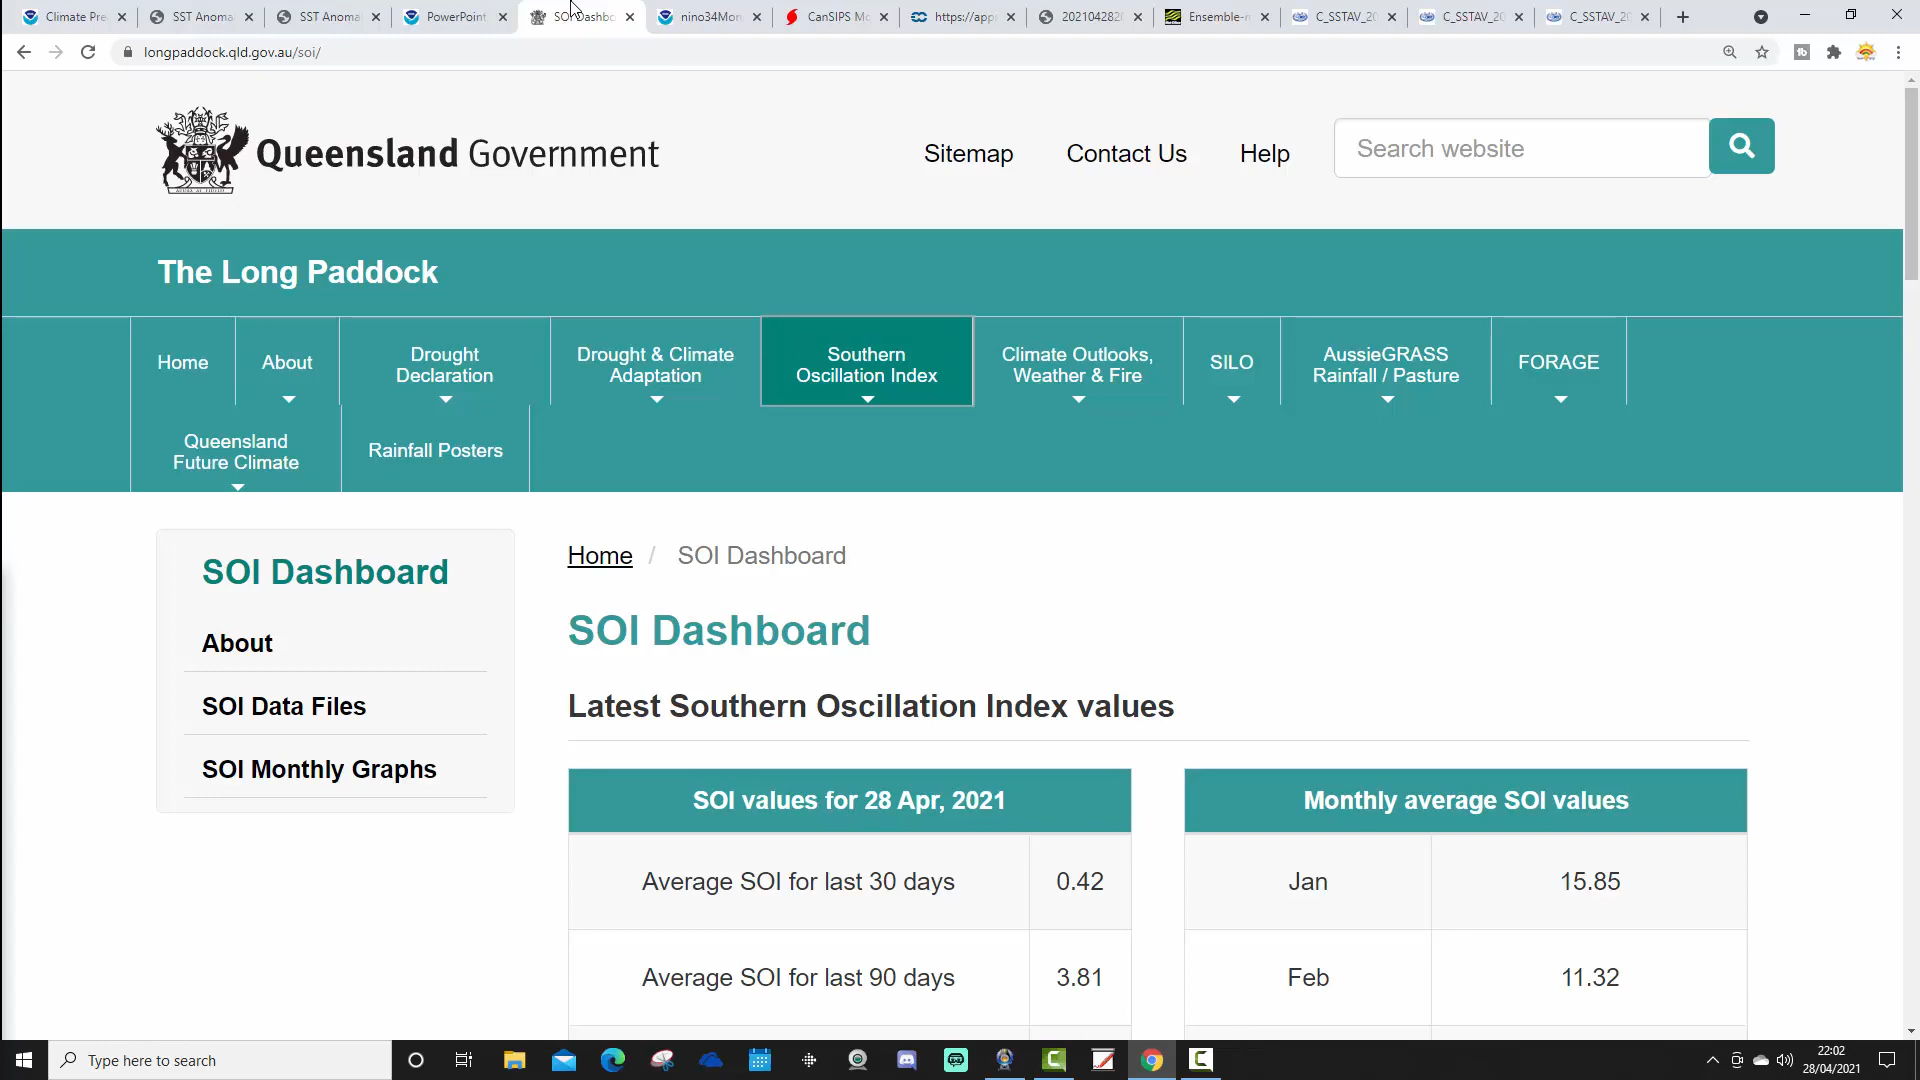 Climate Pre
SST Anoma
SST Anoma
PowerPoint
SOI Dashbo
nino34Mon
CanSIPS Mo
https://appl
2021042820
Ensemble-n
C_SSTAV_20
C_SSTAV_20
C_SSTAV_20
longpaddock.qld.gov.au/soi/
Queensland Government
Sitemap
Contact Us
Help
Search website
The Long Paddock
Home
About
Drought
Declaration
Drought & Climate
Adaptation
Southern
Oscillation Index
Climate Outlooks,
Weather & Fire
SILO
AussieGRASS
Rainfall / Pasture
FORAGE
Queensland
Future Climate
Rainfall Posters
SOI Dashboard
About
SOI Data Files
SOI Monthly Graphs
Home / SOI Dashboard
SOI Dashboard
Latest Southern Oscillation Index values
SOI values for 28 Apr, 2021
Average SOI for last 30 days 0.42
Average SOI for last 90 days 3.81
Monthly average SOI values
Jan 15.85
Feb 11.32
Type here to search
22:02
28/04/2021